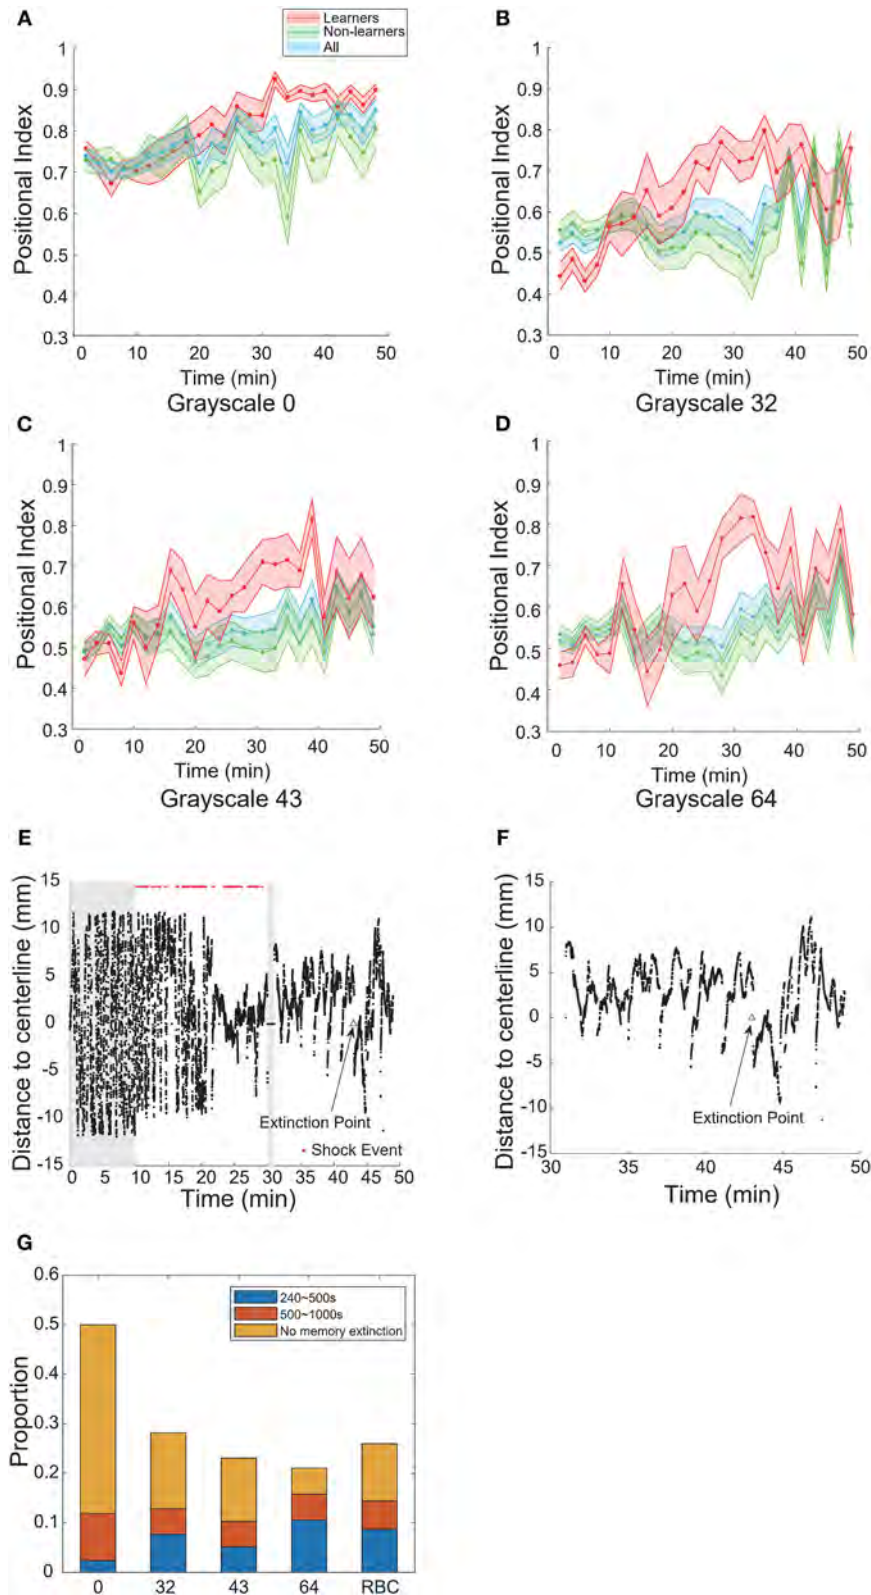 A
B
Learners
Non-learners
All
1
0.9
0.8
0.7
0.6
0.5
0.4
0.3
Positional Index
0 10 20 30 40 50
Time (min)
Grayscale 0
1
0.9
0.8
0.7
0.6
0.5
0.4
0.3
Positional Index
0 10 20 30 40 50
Time (min)
Grayscale 32
C
D
1
0.9
0.8
0.7
0.6
0.5
0.4
0.3
Positional Index
0 10 20 30 40 50
Time (min)
Grayscale 43
1
0.9
0.8
0.7
0.6
0.5
0.4
0.3
Positional Index
0 10 20 30 40 50
Time (min)
Grayscale 64
E
F
15
10
5
0
-5
-10
-15
Distance to centerline (mm)
Extinction Point
Shock Event
0 5 10 15 20 25 30 35 40 45 50
Time (min)
15
10
5
0
-5
-10
-15
Distance to centerline (mm)
Extinction Point
30 35 40 45 50
Time (min)
G
0.6
0.5
0.4
0.3
0.2
0.1
0
Proportion
240~500s
500~1000s
No memory extinction
0 32 43 64 RBC